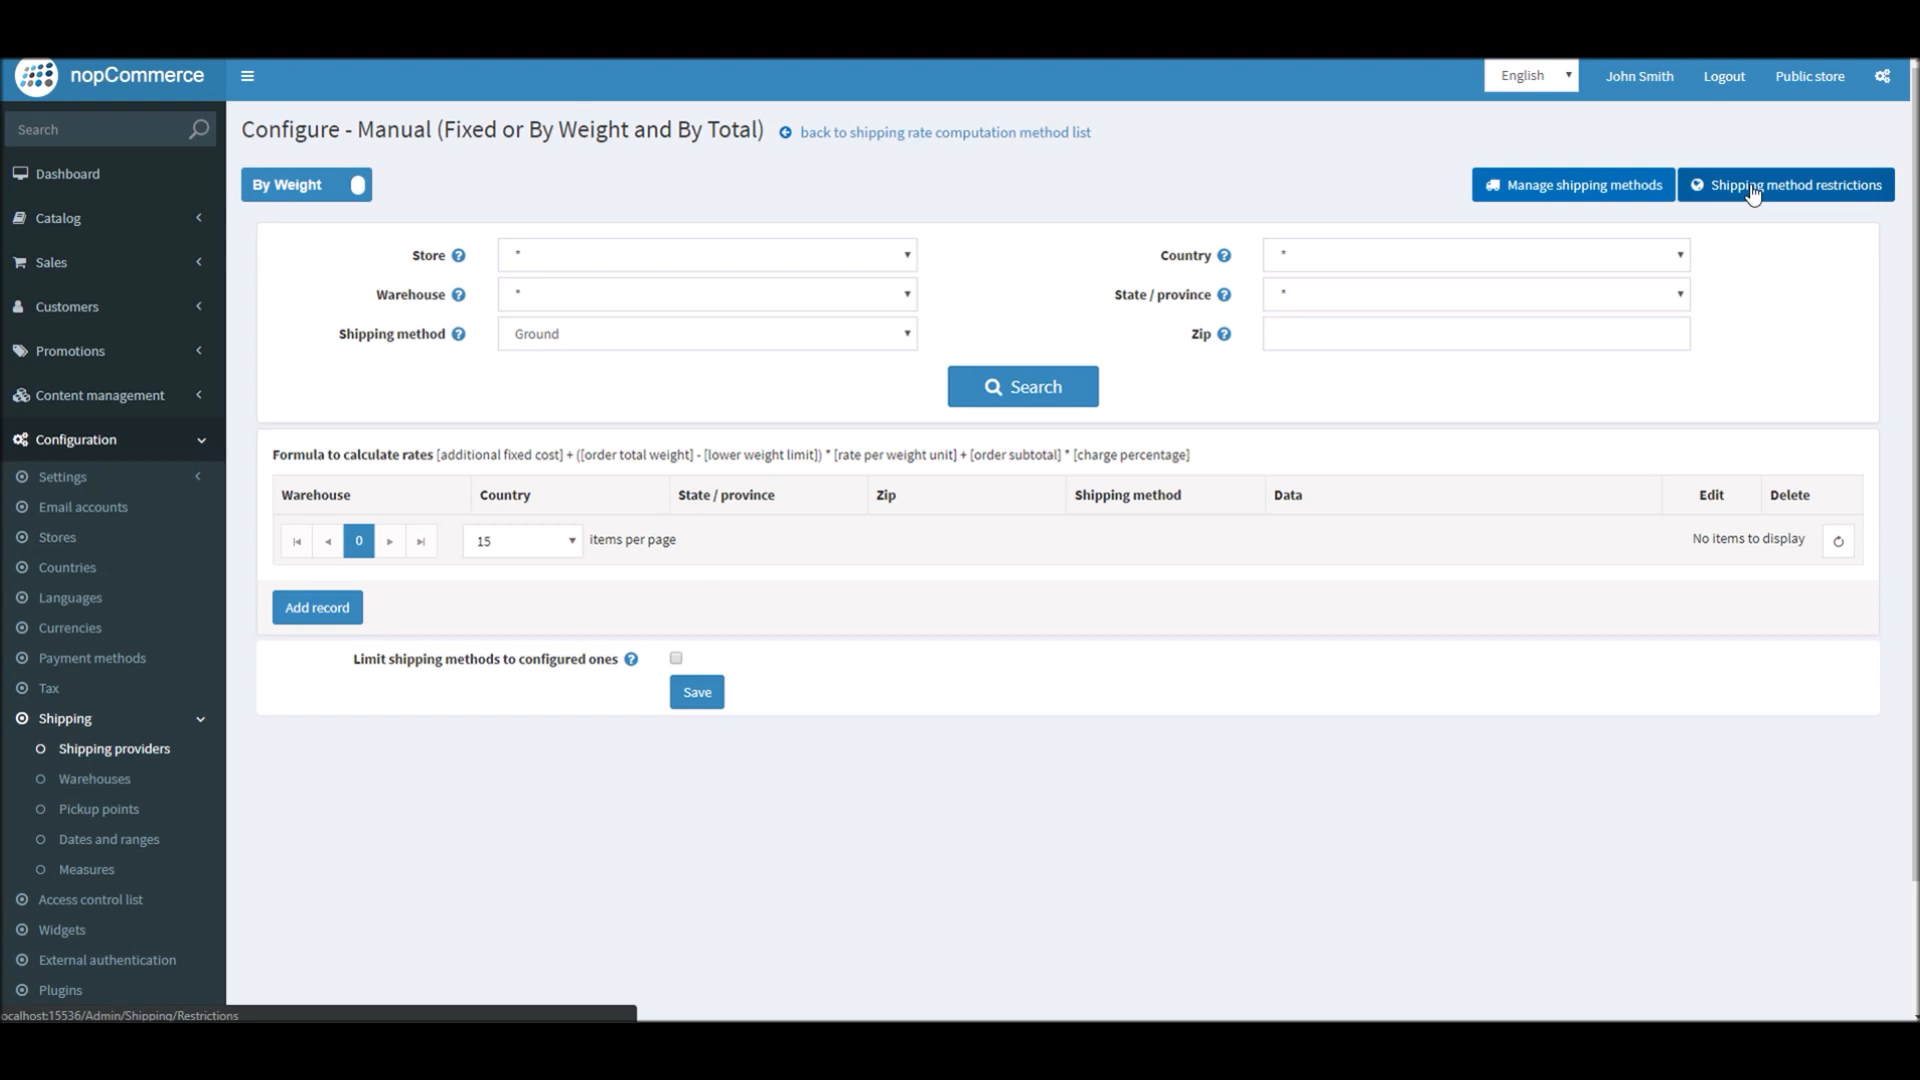 nopCommerce
English
John Smith
Logout
Public store
Search
Configure - Manual (Fixed or By Weight and By Total)
back to shipping rate computation method list
Dashboard
By Weight
Manage shipping methods
Shipping method restrictions
Catalog
Sales
Customers
Promotions
Content management
Configuration
Settings
Email accounts
Stores
Countries
Languages
Currencies
Payment methods
Tax
Shipping
Shipping providers
Warehouses
Pickup points
Dates and ranges
Measures
Access control list
Widgets
External authentication
Plugins
Store ? *
Country ? *
Warehouse ? *
State / province ? *
Shipping method ? Ground
Zip ?
Search
Formula to calculate rates [additional fixed cost] + ([order total weight] - [lower weight limit]) * [rate per weight unit] + [order subtotal] * [charge percentage]
Warehouse Country State / province Zip Shipping method Data Edit Delete
0 15 items per page No items to display
Add record
Limit shipping methods to configured ones ?
Save
ocalhost:15536/Admin/Shipping/Restrictions